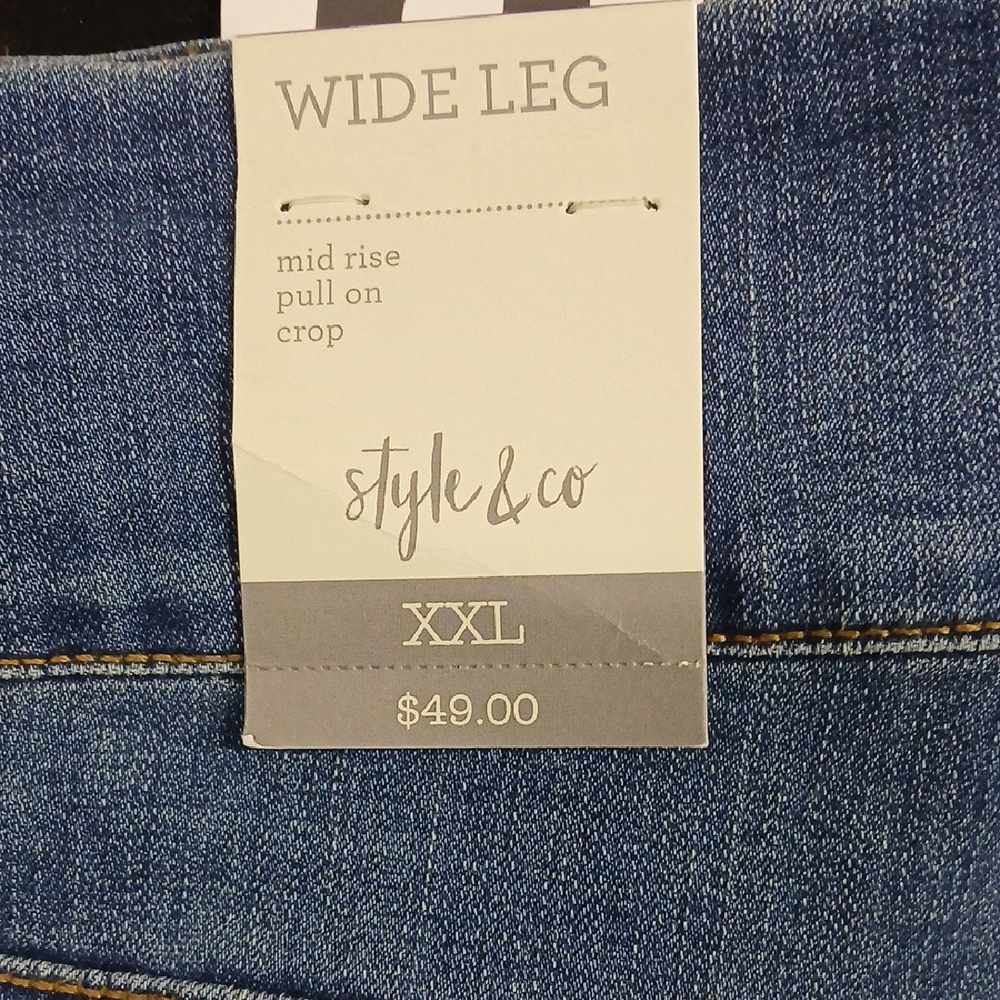 WIDE LEG
mid rise
pull on
crop
style & co
XXL
$49.00